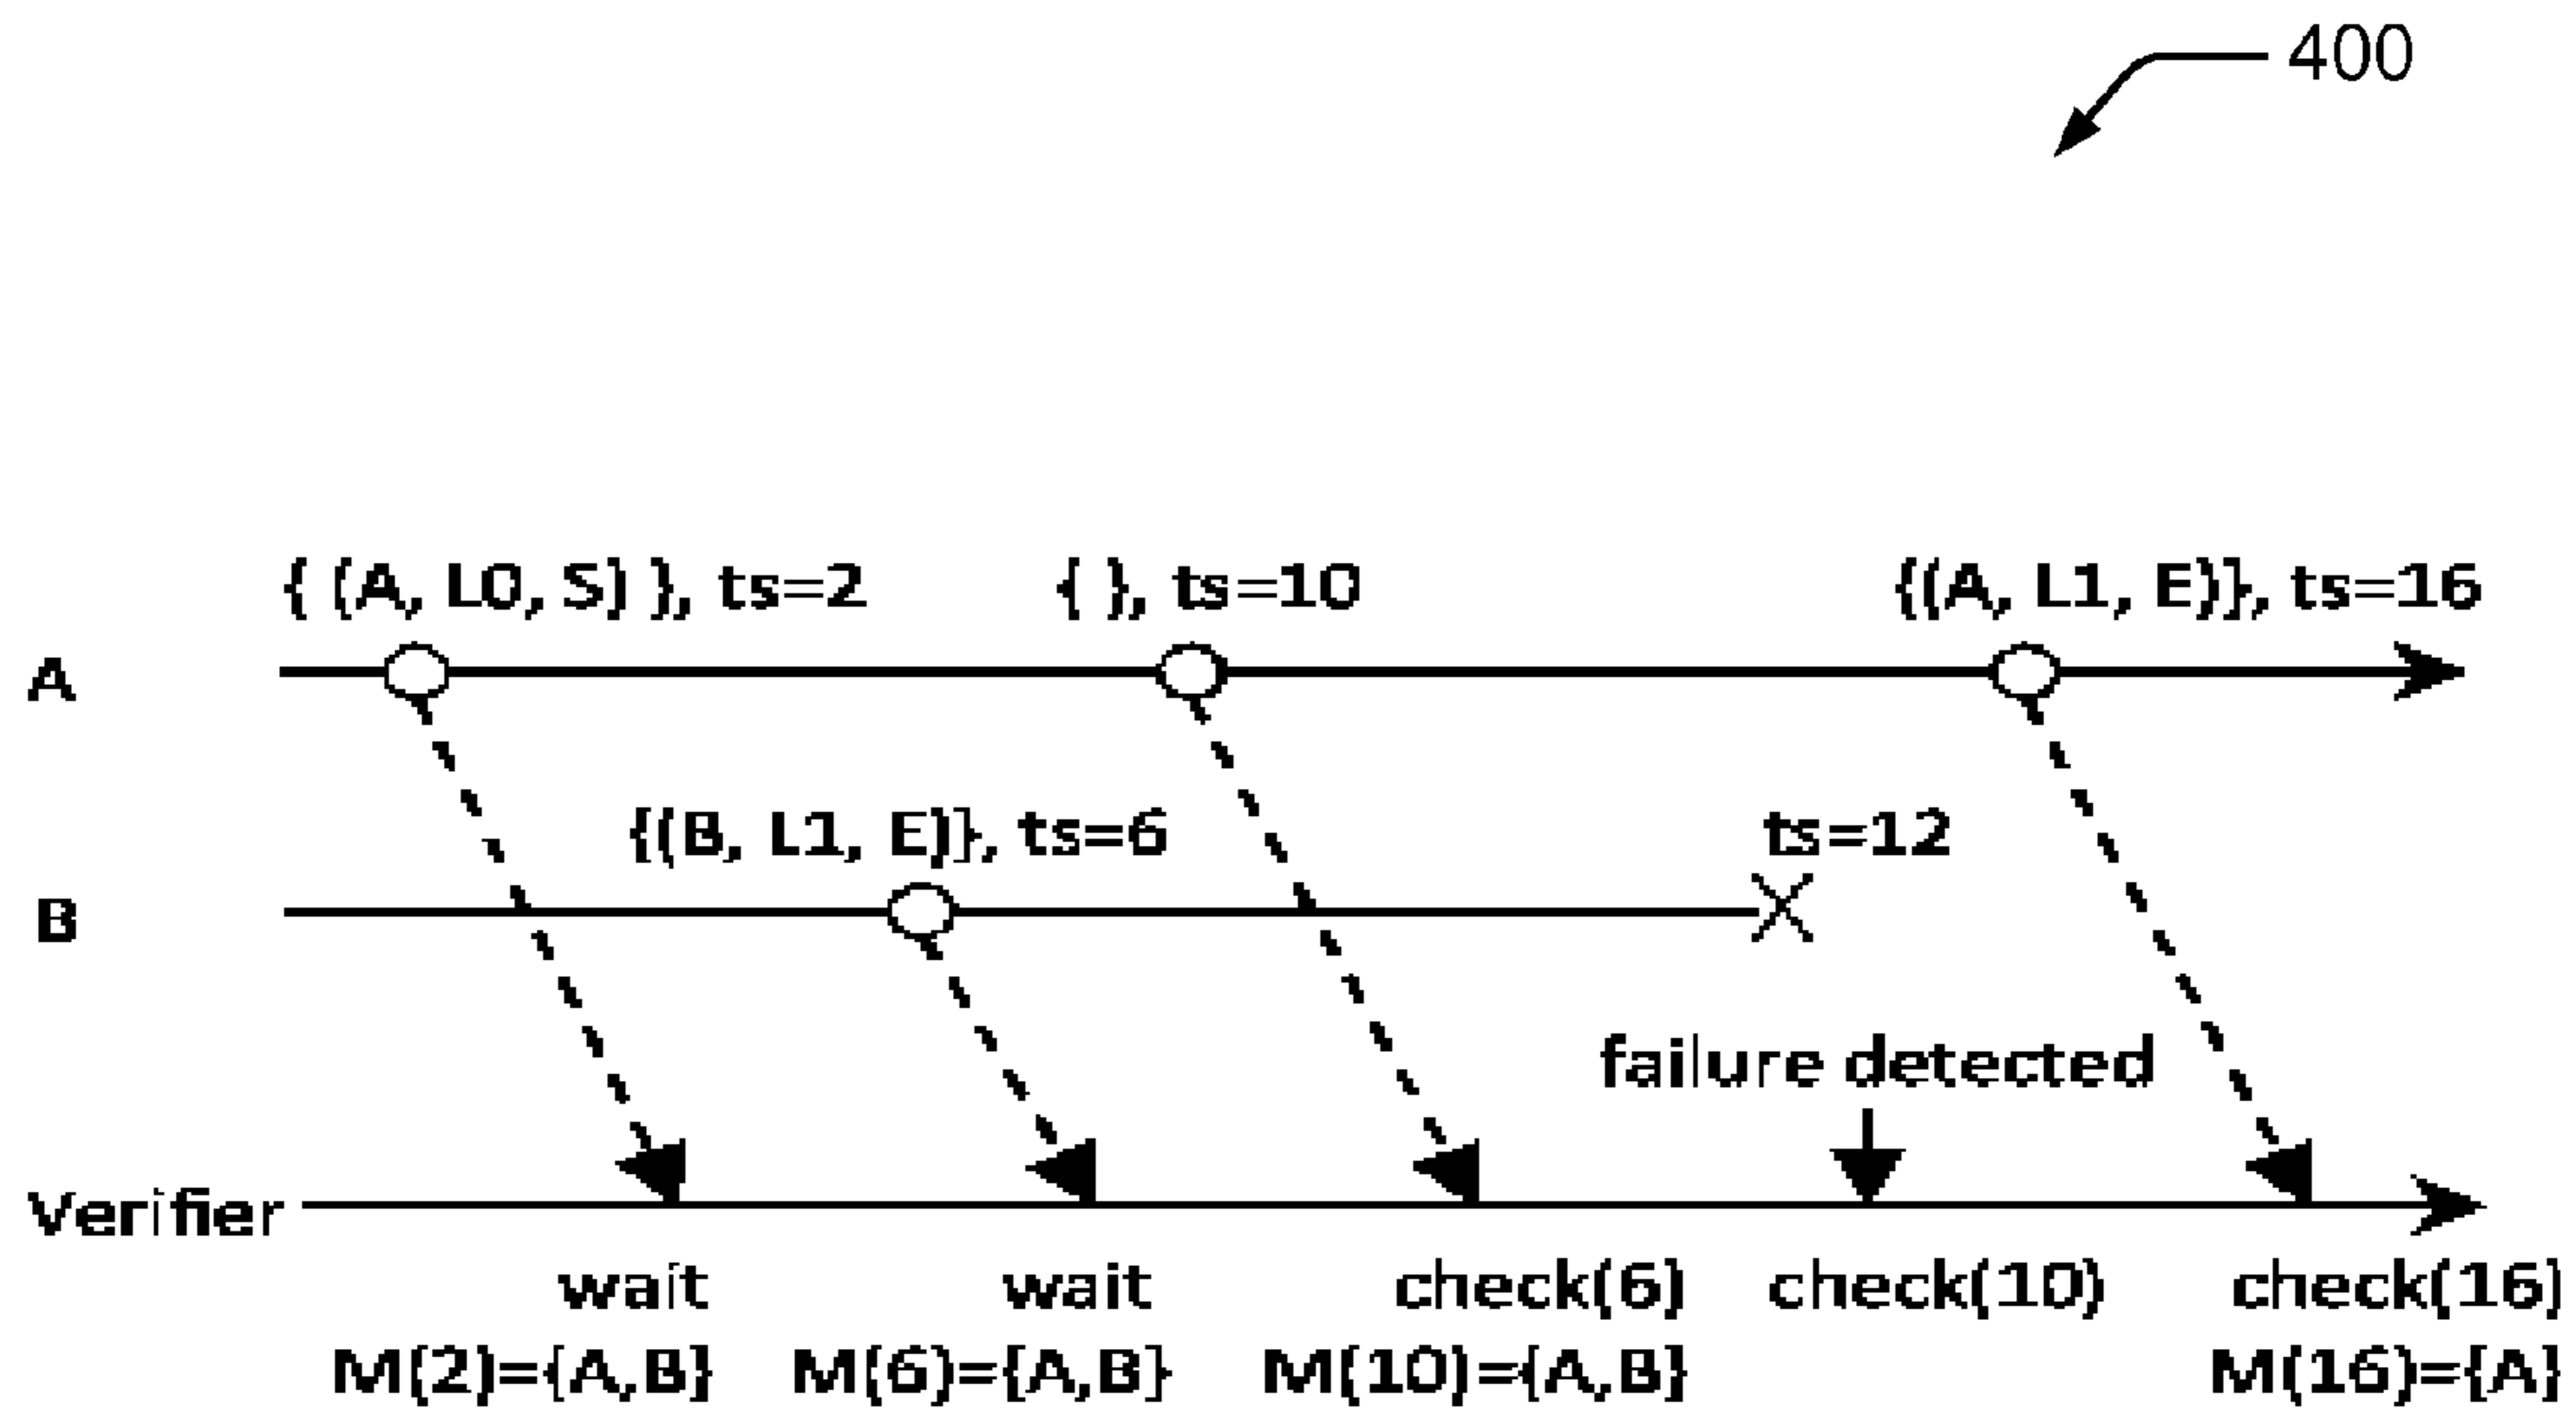 400
{ (A, L0, S) }, ts=2
{ }, ts=10
{(A, L1, E)}, ts=16
A
{(B, L1, E)}, ts=6
ts=12
B
failure detected
Verifier
wait
wait
check(6)
check(10)
check(16)
M(2)={A,B}
M(6)={A,B}
M(10)={A,B}
M(16)={A}